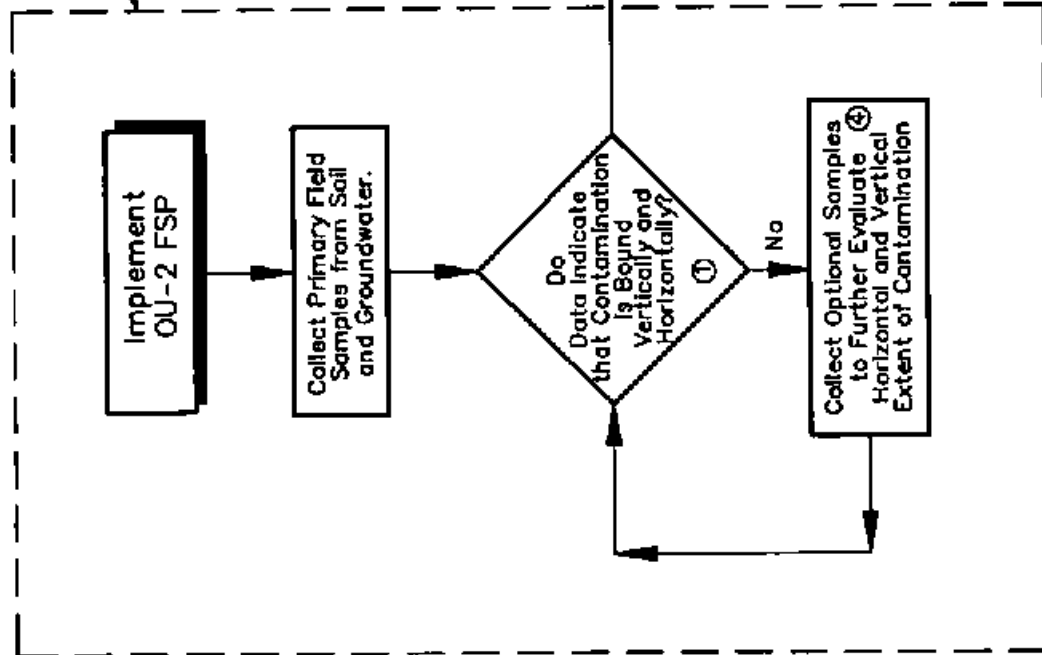 Implement
OU-2 FSP
Collect Primary Field
Samples from Soil
and Groundwater.
Do
Data Indicate
that Contamination
Is Bound
Vertically and
Horizontally?
①
No
Collect Optional Samples
to Further Evaluate ④
Horizontal and Vertical
Extent of Contamination